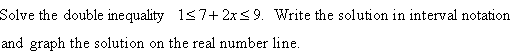 Solve the double inequality 1≤7+2x≤9. Write the solution in interval notation
and graph the solution on the real number line.